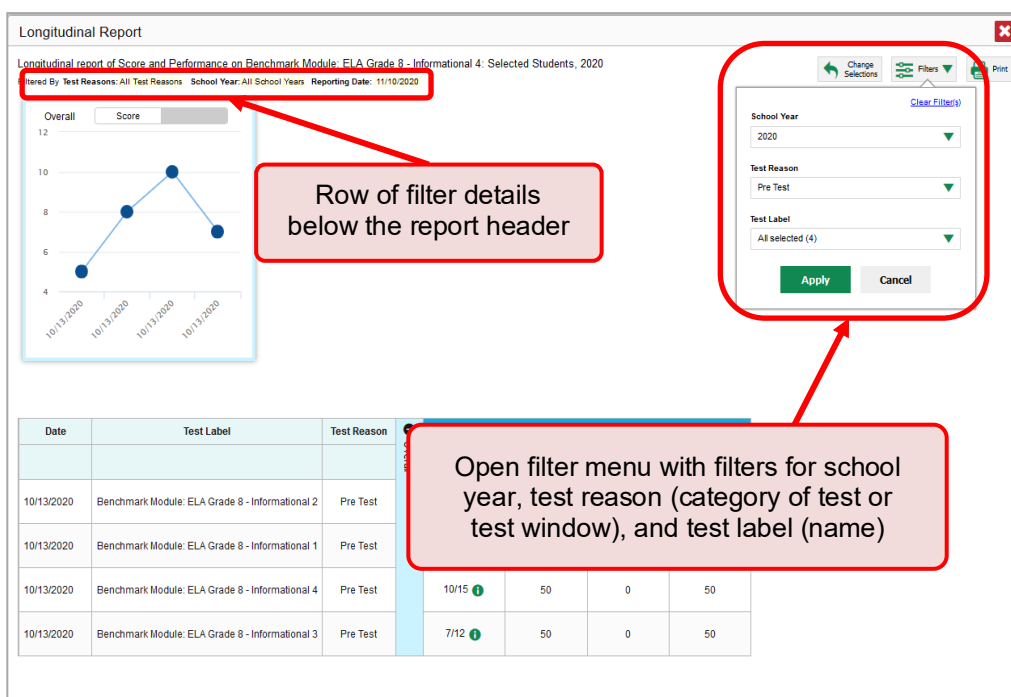 Longitudinal Report
Longitudinal report of Score and Performance on Benchmark Module: ELA Grade 8 - Informational 4: Selected Students, 2020
Filtered By Test Reasons: All Test Reasons School Year: All School Years Reporting Date: 11/10/2020
Change Selections
Filters
Print
Clear Filter(s)
School Year
2020
Test Reason
Pre Test
Test Label
All selected (4)
Apply Cancel
Overall Score
12
10
8
6
4
10/13/2020 10/13/2020 10/13/2020 10/13/2020
Row of filter details
below the report header
Open filter menu with filters for school
year, test reason (category of test or
test window), and test label (name)
Date Test Label Test Reason
10/13/2020 Benchmark Module: ELA Grade 8 - Informational 2 Pre Test
10/13/2020 Benchmark Module: ELA Grade 8 - Informational 1 Pre Test
10/13/2020 Benchmark Module: ELA Grade 8 - Informational 4 Pre Test 10/15 50 0 50
10/13/2020 Benchmark Module: ELA Grade 8 - Informational 3 Pre Test 7/12 50 0 50